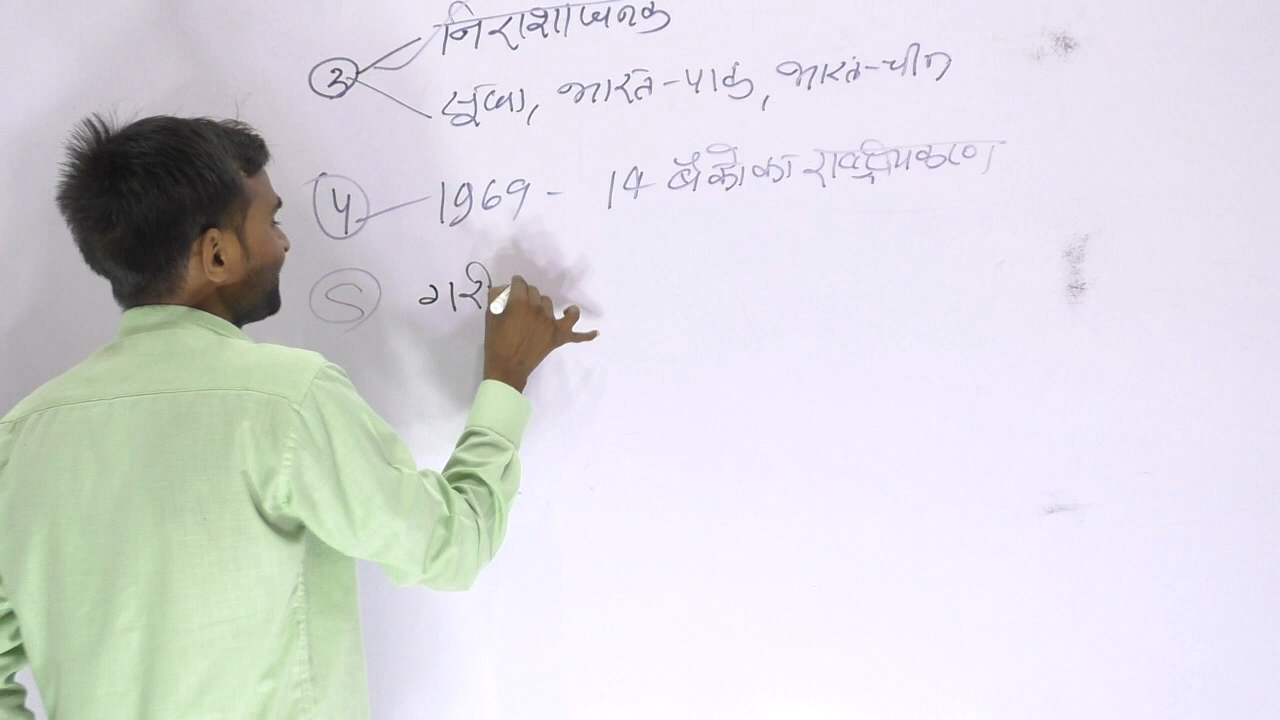 ③ निराशाजनक
सूखा, भारत-पाक, भारत-चीन
④ 1969 - 14 बैंकों का राष्ट्रीयकरण
⑤ गरी